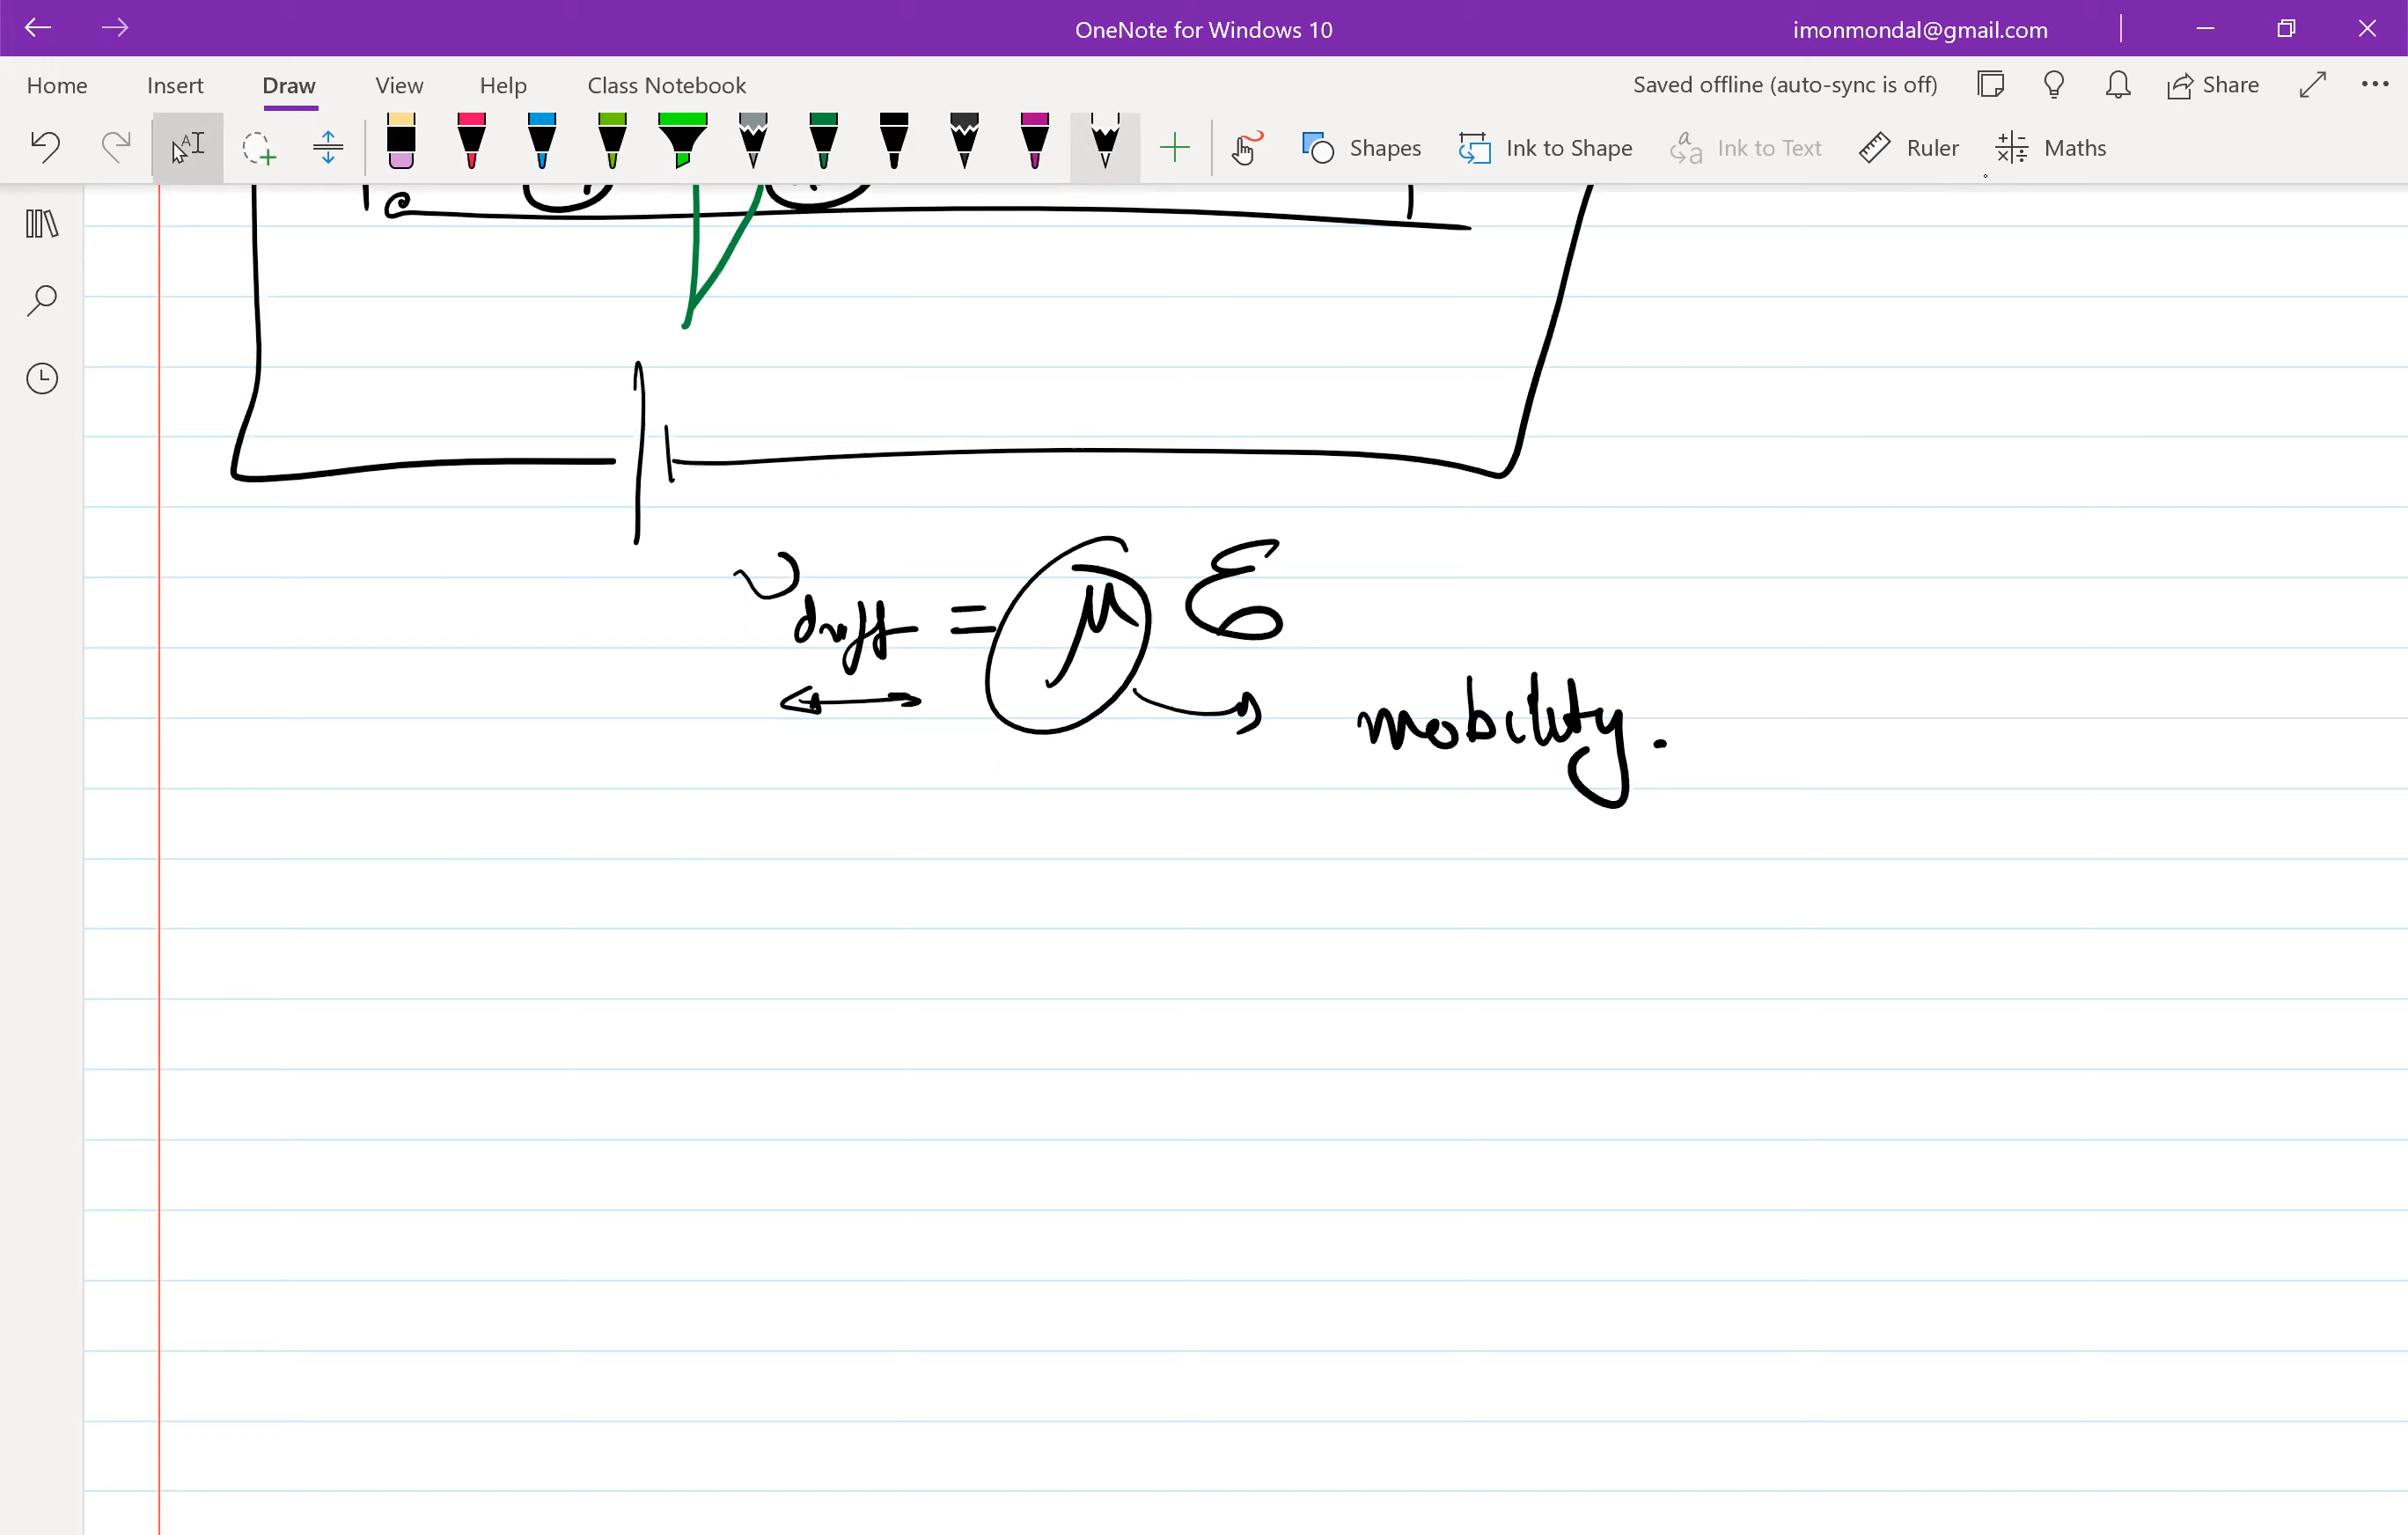 OneNote for Windows 10 imonmondal@gmail.com
Home Insert Draw View Help Class Notebook Saved offline (auto-sync is off) Share
Shapes Ink to Shape Ink to Text Ruler Maths
v_drift = μ ℰ
mobility.